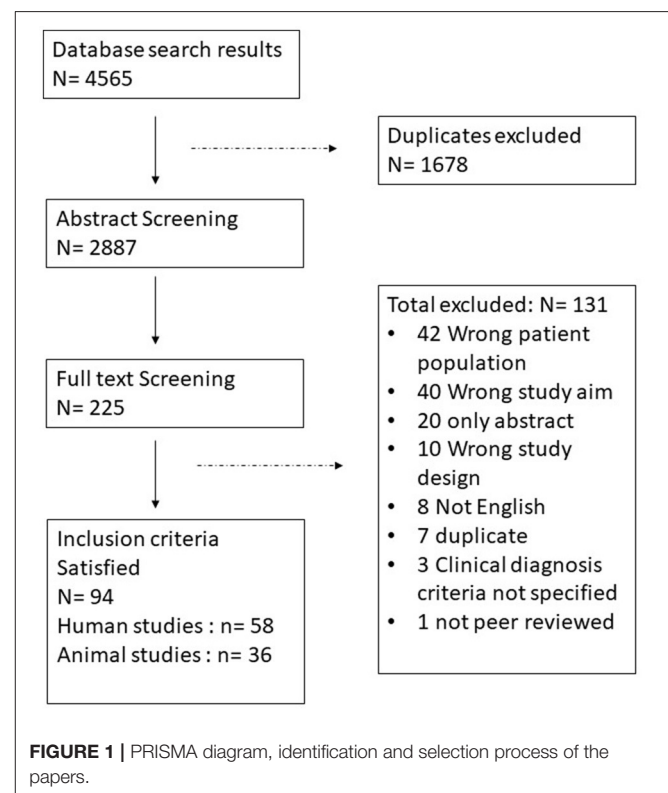 Database search results
N= 4565
Duplicates excluded
N= 1678
Abstract Screening
N= 2887
Total excluded: N= 131
• 42 Wrong patient
population
• 40 Wrong study aim
• 20 only abstract
• 10 Wrong study
design
• 8 Not English
• 7 duplicate
• 3 Clinical diagnosis
criteria not specified
• 1 not peer reviewed
Full text Screening
N= 225
Inclusion criteria
Satisfied
N= 94
Human studies : n= 58
Animal studies : n= 36
FIGURE 1 | PRISMA diagram, identification and selection process of the
papers.